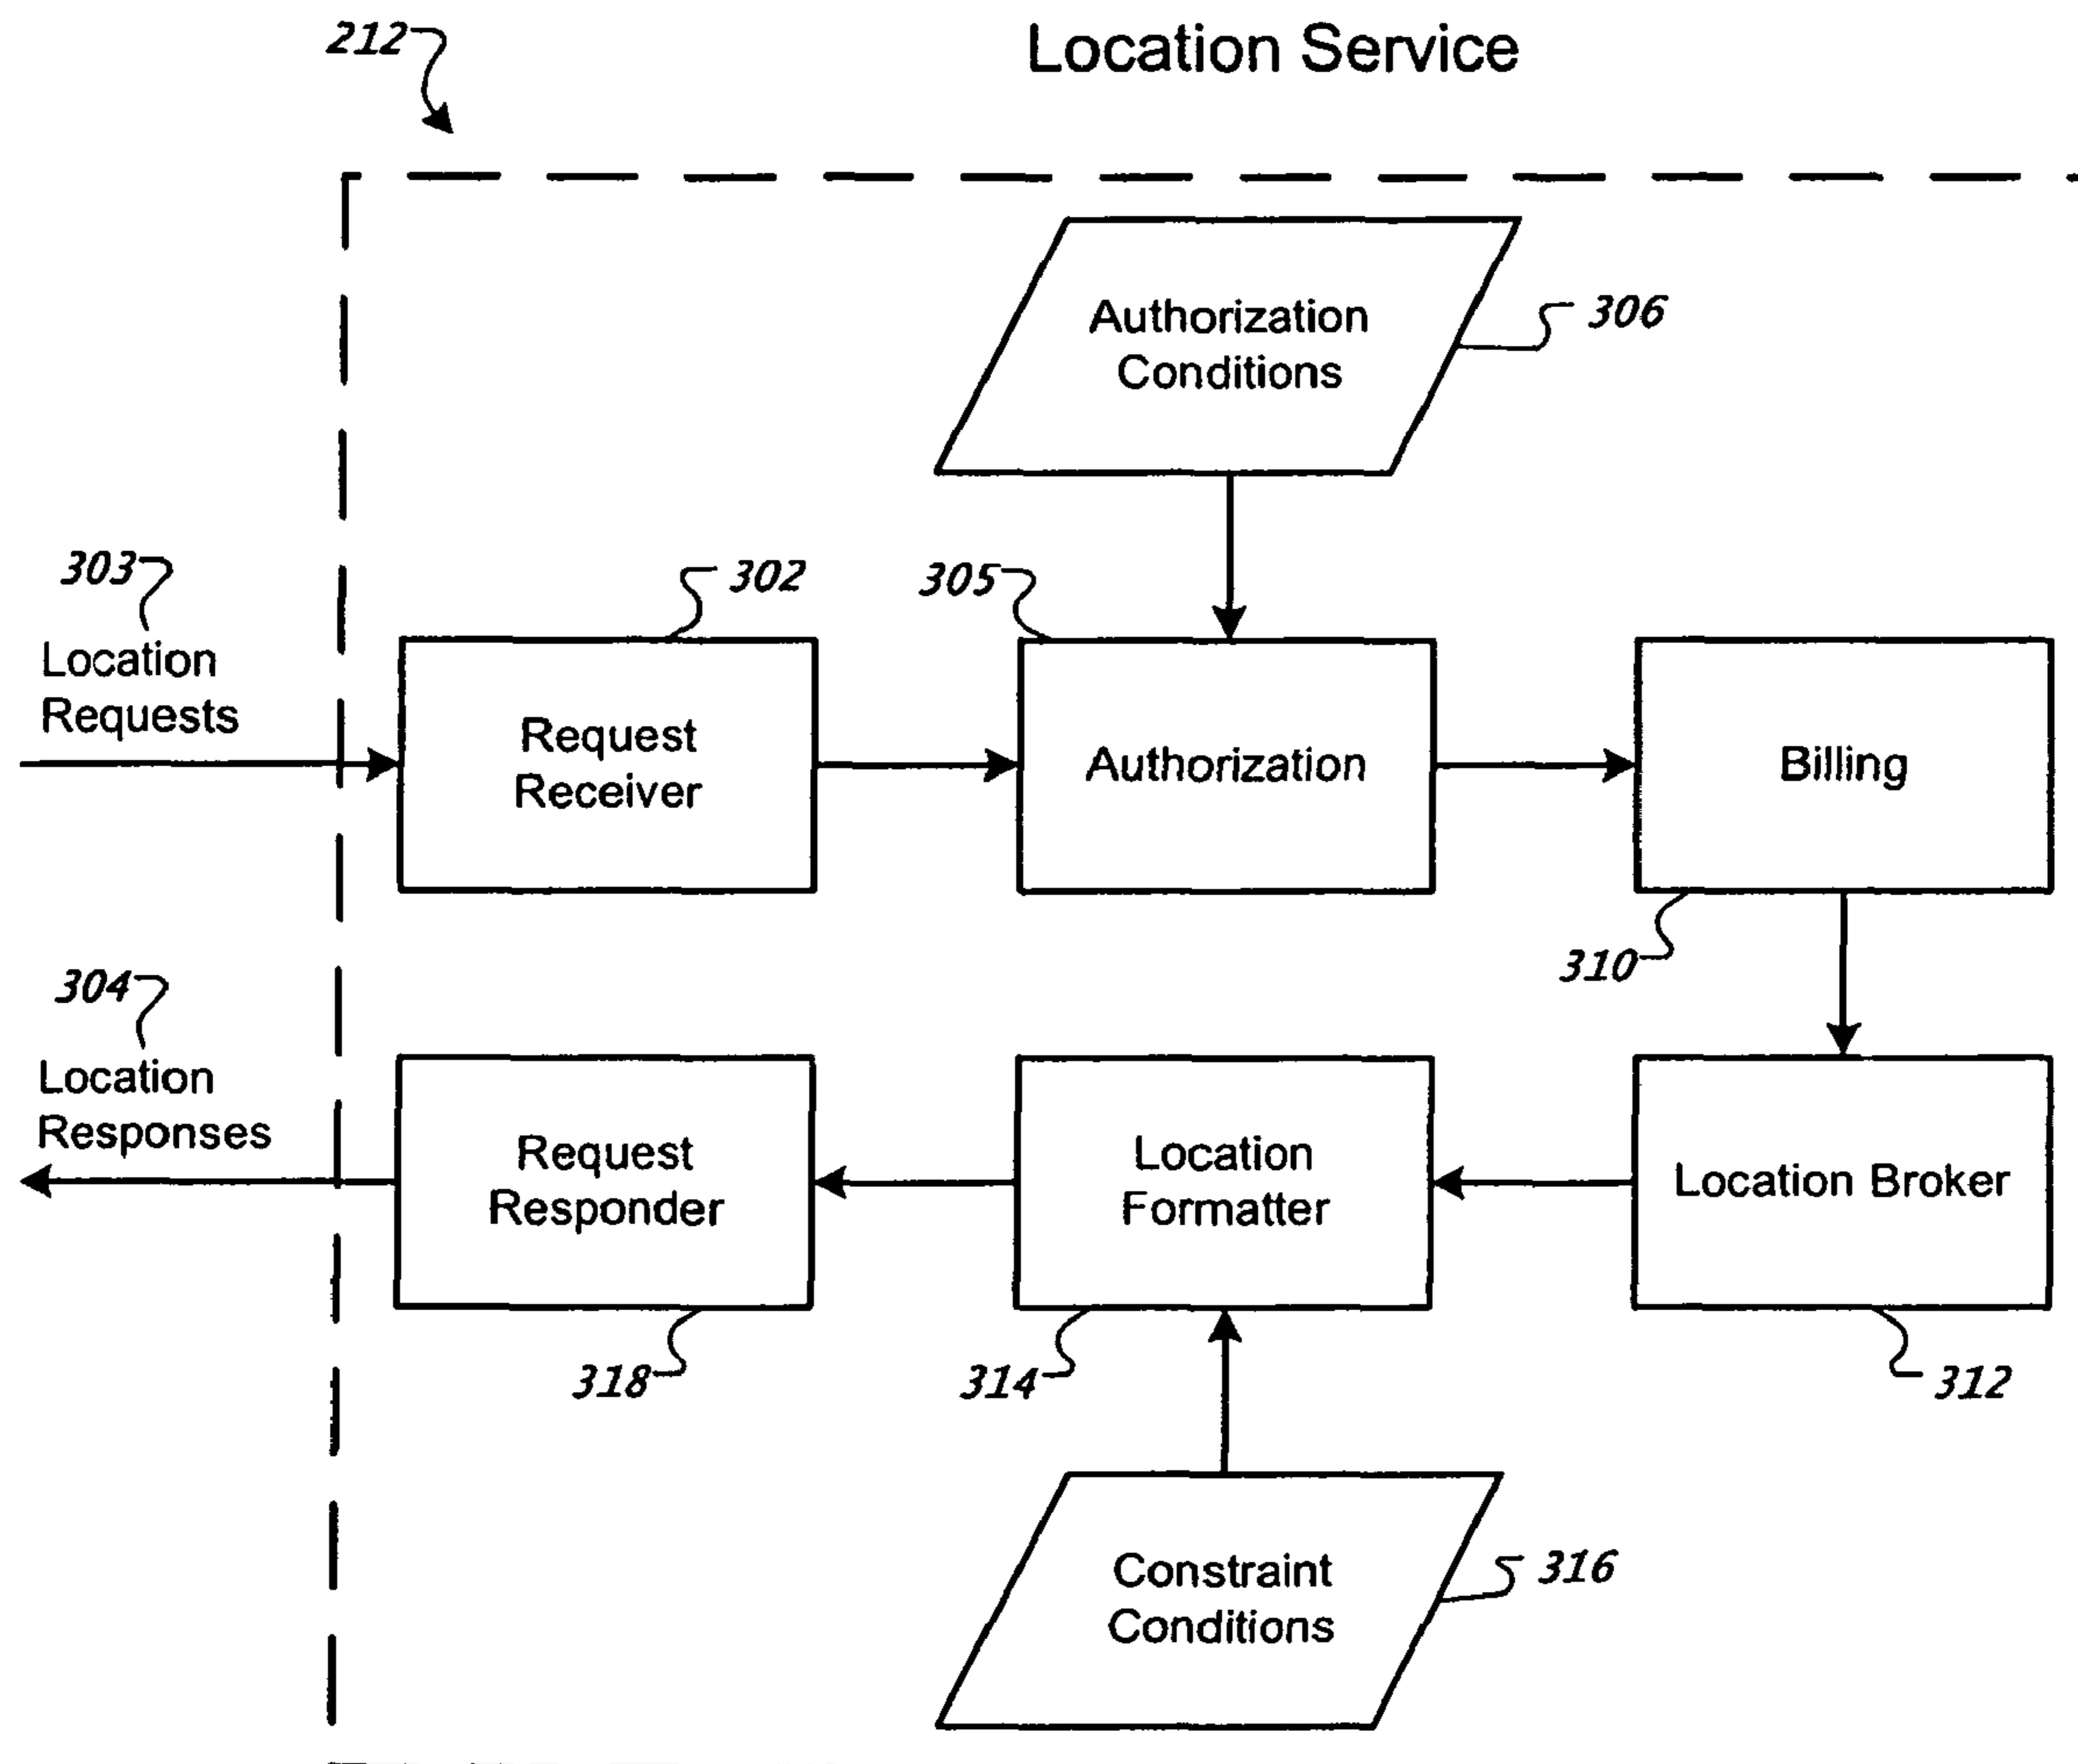 212
Location Service
Authorization
Conditions
306
303
302
305
Location
Requests
Request
Receiver
Authorization
Billing
310
304
Location
Responses
Request
Responder
Location
Formatter
Location Broker
318
314
312
Constraint
Conditions
316